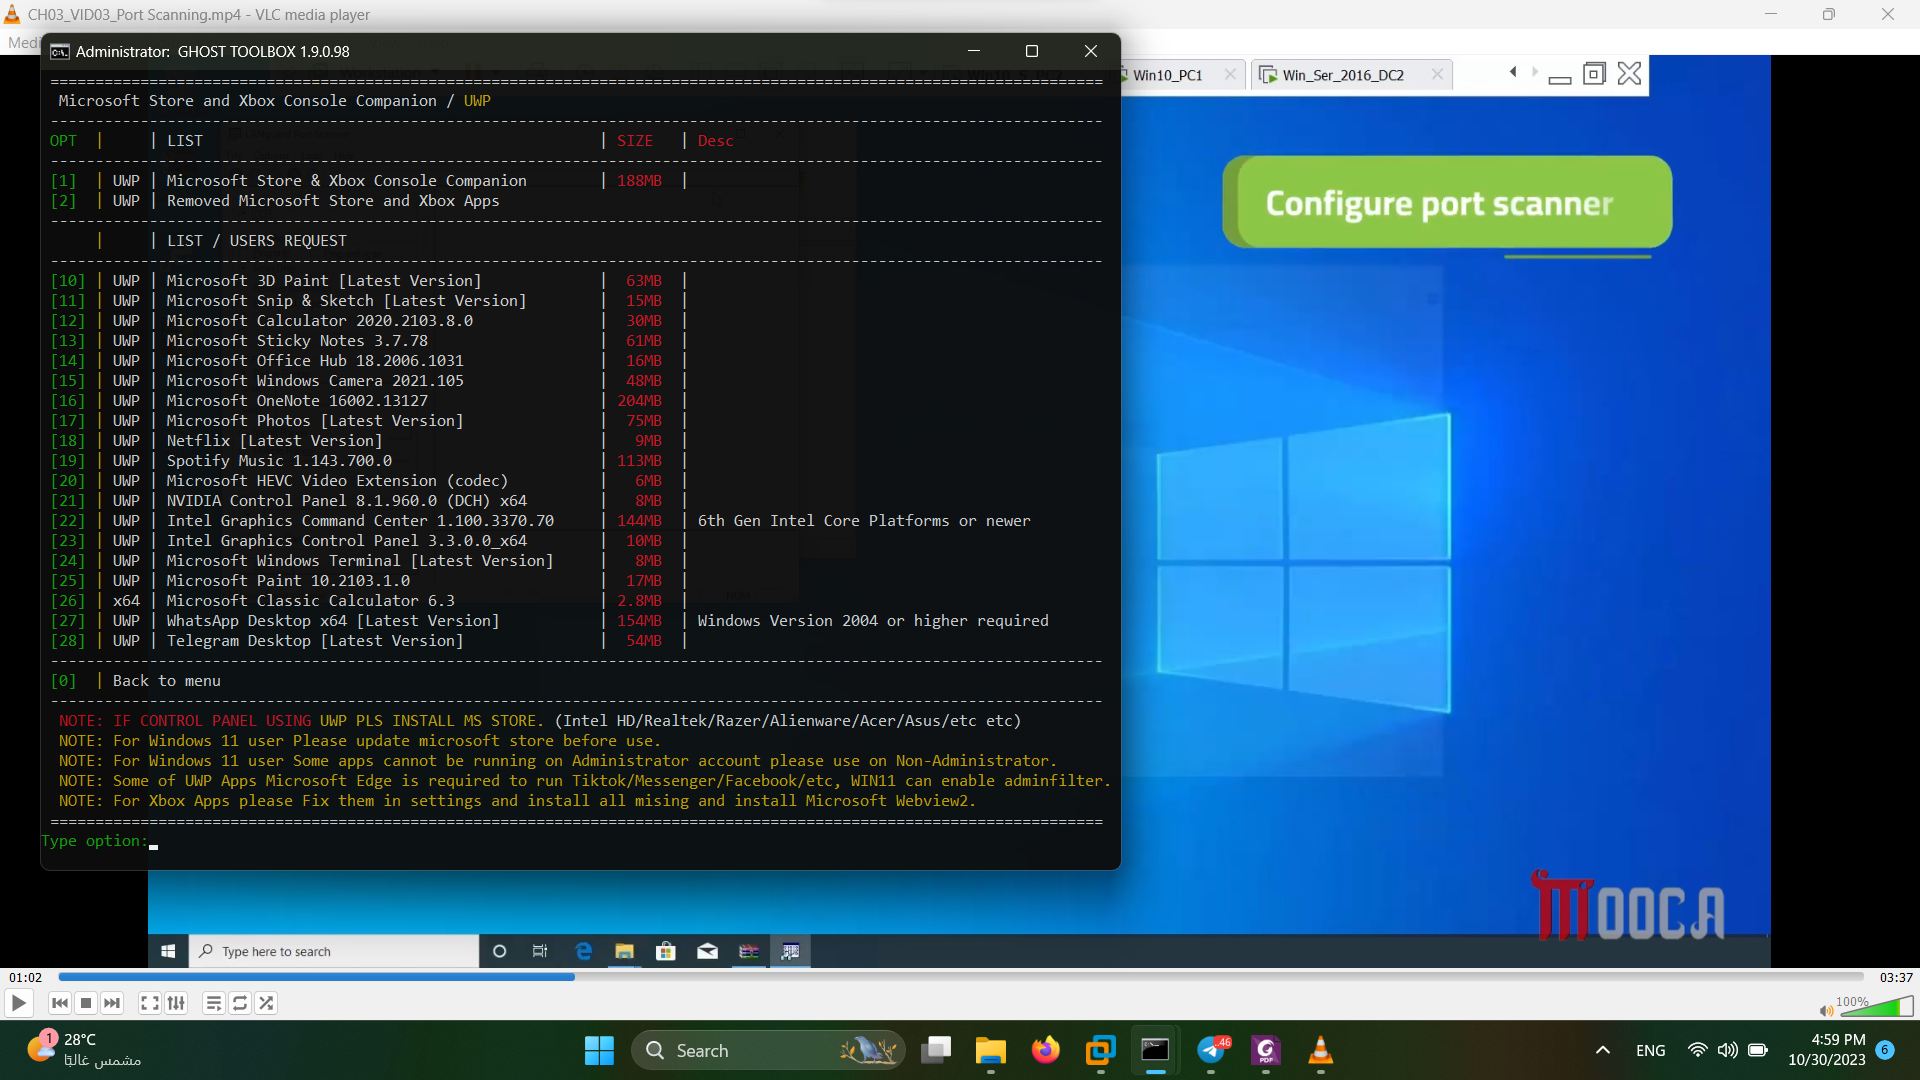 CH03_VID03_Port Scanning.mp4 - VLC media player
Medi
Administrator: GHOST TOOLBOX 1.9.0.98
Win10_PC1
Win_Ser_2016_DC2
Microsoft Store and Xbox Console Companion / UWP
OPT | | LIST | SIZE | Desc
[1] | UWP | Microsoft Store & Xbox Console Companion | 188MB |
[2] | UWP | Removed Microsoft Store and Xbox Apps
| | LIST / USERS REQUEST
[10] | UWP | Microsoft 3D Paint [Latest Version] | 63MB |
[11] | UWP | Microsoft Snip & Sketch [Latest Version] | 15MB |
[12] | UWP | Microsoft Calculator 2020.2103.8.0 | 30MB |
[13] | UWP | Microsoft Sticky Notes 3.7.78 | 61MB |
[14] | UWP | Microsoft Office Hub 18.2006.1031 | 16MB |
[15] | UWP | Microsoft Windows Camera 2021.105 | 48MB |
[16] | UWP | Microsoft OneNote 16002.13127 | 204MB |
[17] | UWP | Microsoft Photos [Latest Version] | 75MB |
[18] | UWP | Netflix [Latest Version] | 9MB |
[19] | UWP | Spotify Music 1.143.700.0 | 113MB |
[20] | UWP | Microsoft HEVC Video Extension (codec) | 6MB |
[21] | UWP | NVIDIA Control Panel 8.1.960.0 (DCH) x64 | 8MB |
[22] | UWP | Intel Graphics Command Center 1.100.3370.70 | 144MB | 6th Gen Intel Core Platforms or newer
[23] | UWP | Intel Graphics Control Panel 3.3.0.0_x64 | 10MB |
[24] | UWP | Microsoft Windows Terminal [Latest Version] | 8MB |
[25] | UWP | Microsoft Paint 10.2103.1.0 | 17MB |
[26] | x64 | Microsoft Classic Calculator 6.3 | 2.8MB |
[27] | UWP | WhatsApp Desktop x64 [Latest Version] | 154MB | Windows Version 2004 or higher required
[28] | UWP | Telegram Desktop [Latest Version] | 54MB |
[0] | Back to menu
NOTE: IF CONTROL PANEL USING UWP PLS INSTALL MS STORE. (Intel HD/Realtek/Razer/Alienware/Acer/Asus/etc etc)
NOTE: For Windows 11 user Please update microsoft store before use.
NOTE: For Windows 11 user Some apps cannot be running on Administrator account please use on Non-Administrator.
NOTE: Some of UWP Apps Microsoft Edge is required to run Tiktok/Messenger/Facebook/etc, WIN11 can enable adminfilter.
NOTE: For Xbox Apps please Fix them in settings and install all mising and install Microsoft Webview2.
Type option:
Configure port scanner
MOOCA
Type here to search
01:02
03:37
100%
1
28°C
مشمس غالبًا
Search
46
PDF
ENG
4:59 PM
10/30/2023
6